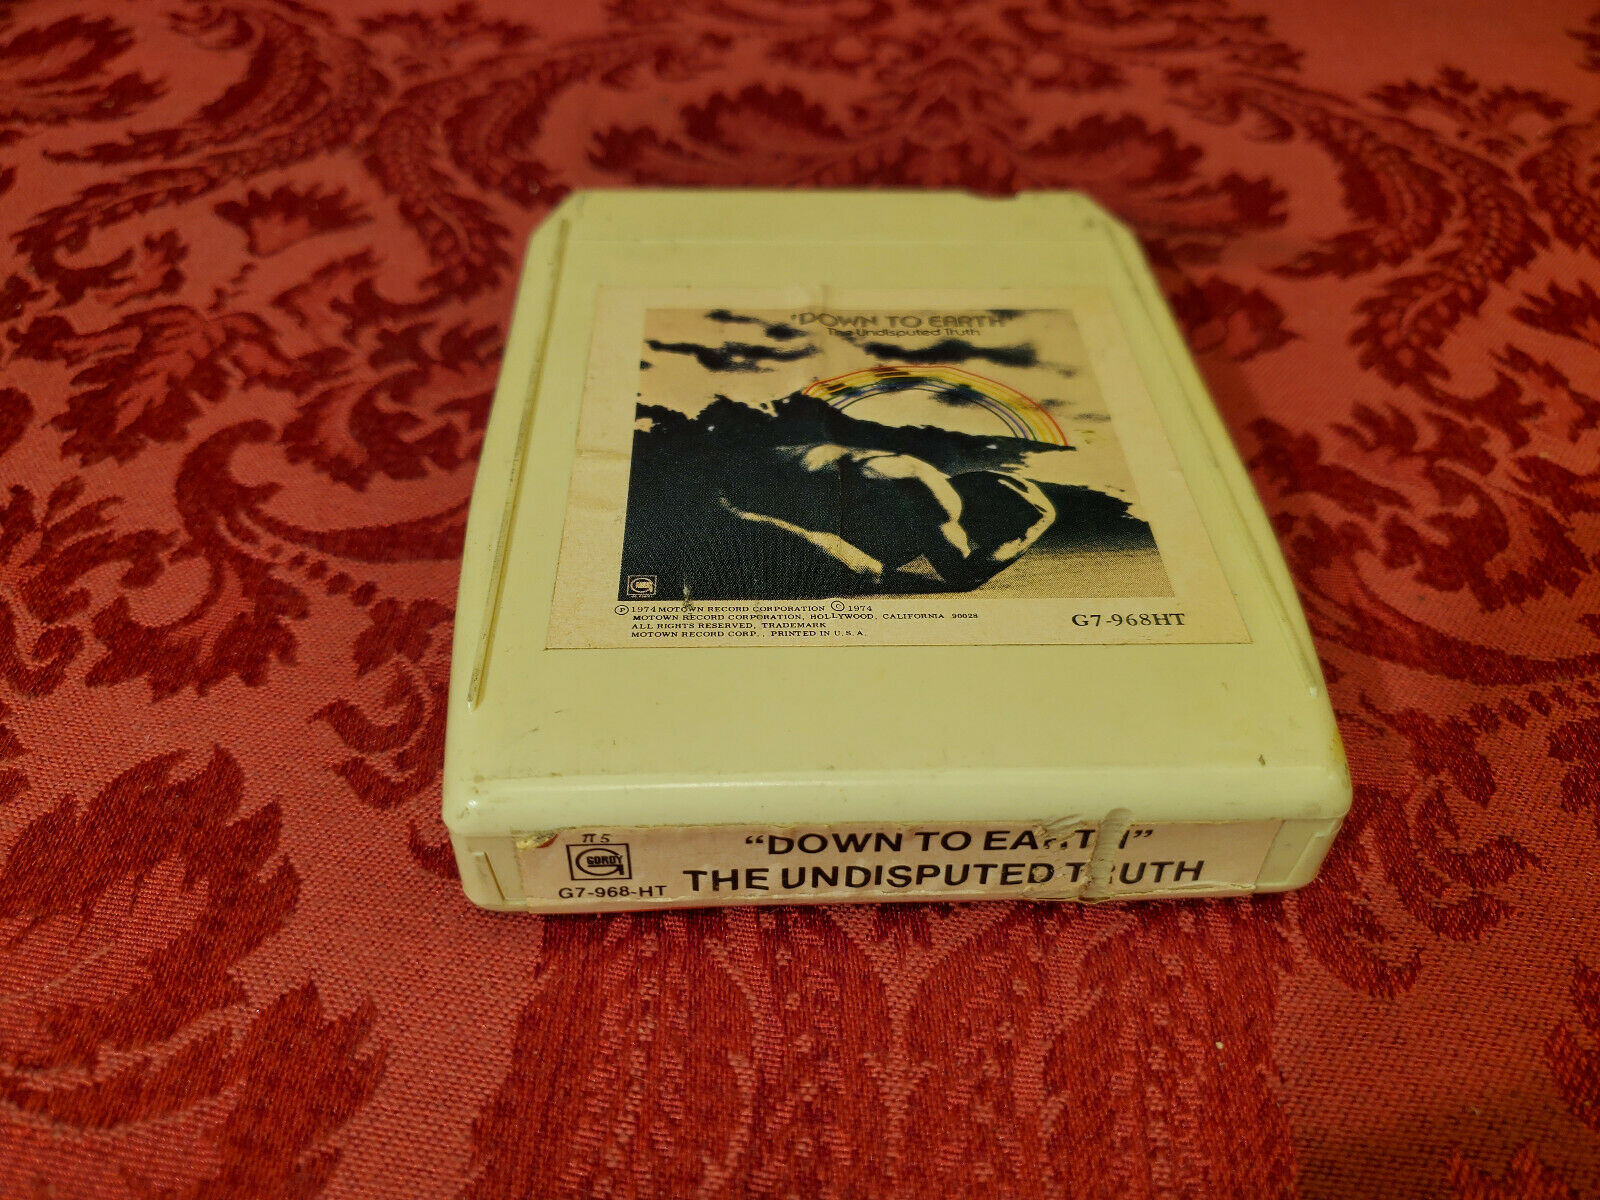 "DOWN TO EARTH"
The Undisputed Truth
GORDY
Ⓟ 1974 MOTOWN RECORD CORPORATION © 1974
MOTOWN RECORD CORPORATION, HOLLYWOOD, CALIFORNIA 90028
ALL RIGHTS RESERVED, TRADEMARK
MOTOWN RECORD CORP., PRINTED IN U.S.A.
G7-968HT
π 5
GORDY
G7-968-HT
“DOWN TO EARTH”
THE UNDISPUTED TRUTH